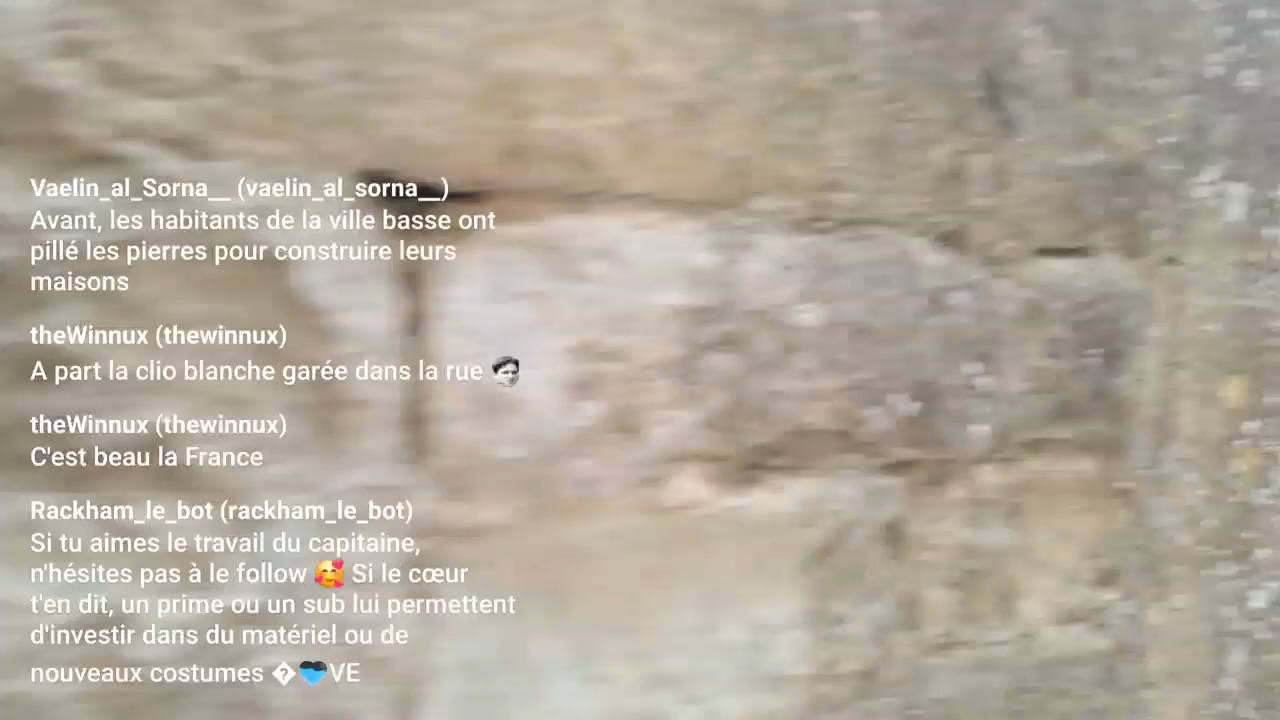 Vaelin_al_Sorna__ (vaelin_al_sorna__)
Avant, les habitants de la ville basse ont
pillé les pierres pour construire leurs
maisons
theWinnux (thewinnux)
A part la clio blanche garée dans la rue
theWinnux (thewinnux)
C'est beau la France
Rackham_le_bot (rackham_le_bot)
Si tu aimes le travail du capitaine,
n'hésites pas à le follow 🥰 Si le cœur
t'en dit, un prime ou un sub lui permettent
d'investir dans du matériel ou de
nouveaux costumes �💙VE